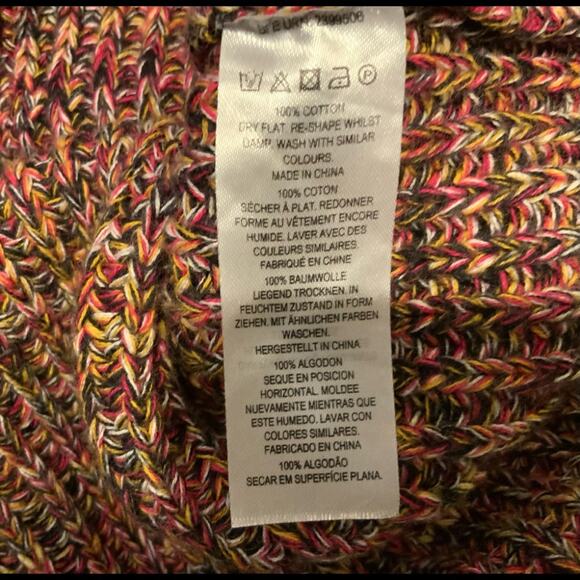 2399506
100% COTTON
DRY FLAT. RE-SHAPE WHILST
DAMP. WASH WITH SIMILAR
COLOURS.
MADE IN CHINA
100% COTON
SÉCHER À PLAT. REDONNER
FORME AU VÊTEMENT ENCORE
HUMIDE. LAVER AVEC DES
COULEURS SIMILAIRES.
FABRIQUÉ EN CHINE
100% BAUMWOLLE
LIEGEND TROCKNEN. IN
FEUCHTEM ZUSTAND IN FORM
ZIEHEN. MIT ÄHNLICHEN FARBEN
WASCHEN.
HERGESTELLT IN CHINA
100% ALGODON
SEQUE EN POSICION
HORIZONTAL. MOLDEE
NUEVAMENTE MIENTRAS QUE
ESTE HUMEDO. LAVAR CON
COLORES SIMILARES.
FABRICADO EN CHINA
100% ALGODÃO
SECAR EM SUPERFÍCIE PLANA.